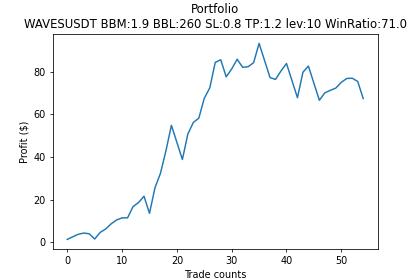 Portfolio
WAVESUSDT BBM:1.9 BBL:260 SL:0.8 TP:1.2 lev:10 WinRatio:71.0
80
60
Profit ($)
40
20
0
0 10 20 30 40 50
Trade counts